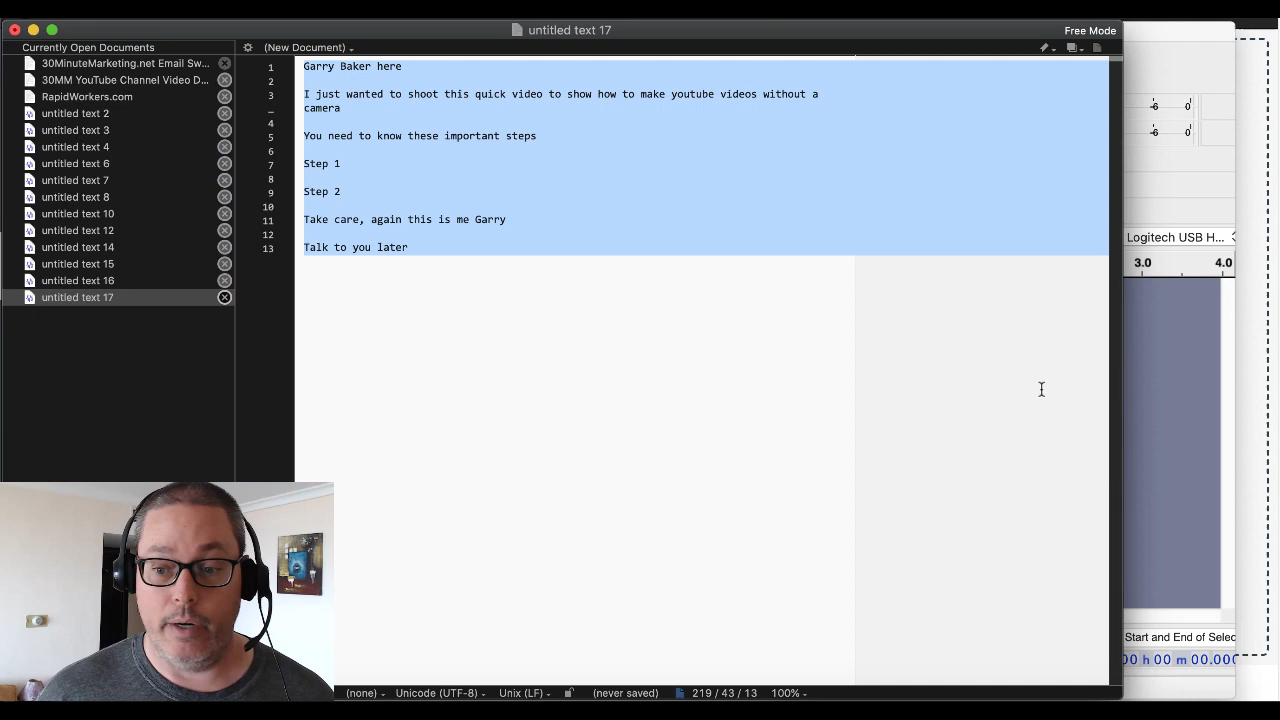 untitled text 17
Free Mode
Currently Open Documents
(New Document)
30MinuteMarketing.net Email Sw...
30MM YouTube Channel Video D...
RapidWorkers.com
untitled text 2
untitled text 3
untitled text 4
untitled text 6
untitled text 7
untitled text 8
untitled text 10
untitled text 12
untitled text 14
untitled text 15
untitled text 16
untitled text 17
1 Garry Baker here
2
3 I just wanted to shoot this quick video to show how to make youtube videos without a
– camera
4
5 You need to know these important steps
6
7 Step 1
8
9 Step 2
10
11 Take care, again this is me Garry
12
13 Talk to you later
-6 0
-6 0
Logitech USB H...
3.0 4.0
Start and End of Selec
00 h 00 m 00.000
(none) Unicode (UTF-8) Unix (LF) (never saved) 219 / 43 / 13 100%